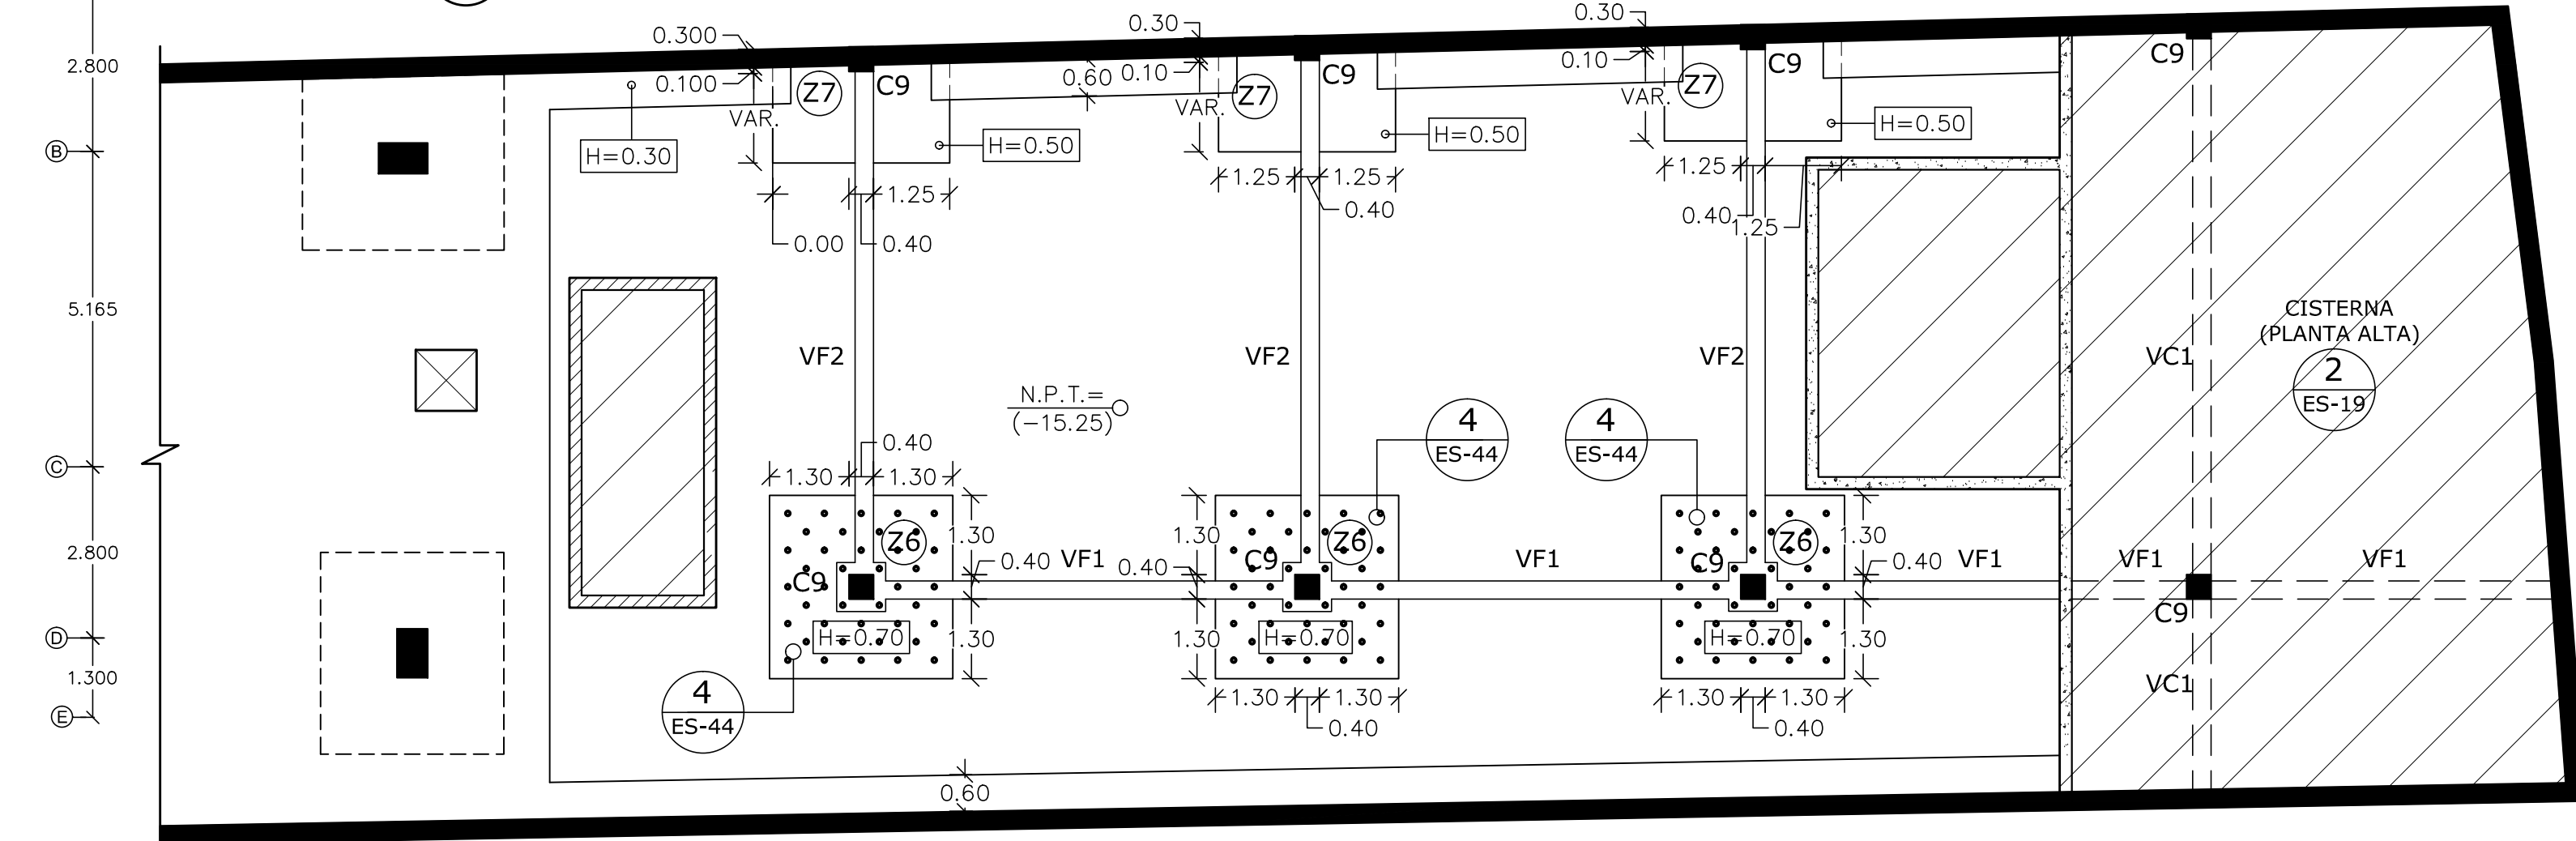 0.30
0.30
0.300
2.800
0.100
0.60
0.10
0.10
C9
C9
C9
C9
Z7
Z7
Z7
VAR.
VAR.
VAR.
H=0.30
H=0.50
H=0.50
H=0.50
B
1.25
1.25
1.25
1.25
0.40
0.40
1.25
0.00
0.40
5.165
CISTERNA
(PLANTA ALTA)
VF2
VF2
VF2
VC1
2
ES-19
N.P.T.=
(-15.25)
4
ES-44
4
ES-44
0.40
C
1.30
1.30
1.30
1.30
1.30
Z6
Z6
Z6
2.800
C9
C9
C9
0.40
VF1
0.40
VF1
0.40
VF1
VF1
VF1
C9
D
H=0.70
H=0.70
H=0.70
1.30
1.30
1.30
1.300
VC1
E
4
ES-44
1.30
1.30
1.30
1.30
0.40
0.40
0.60